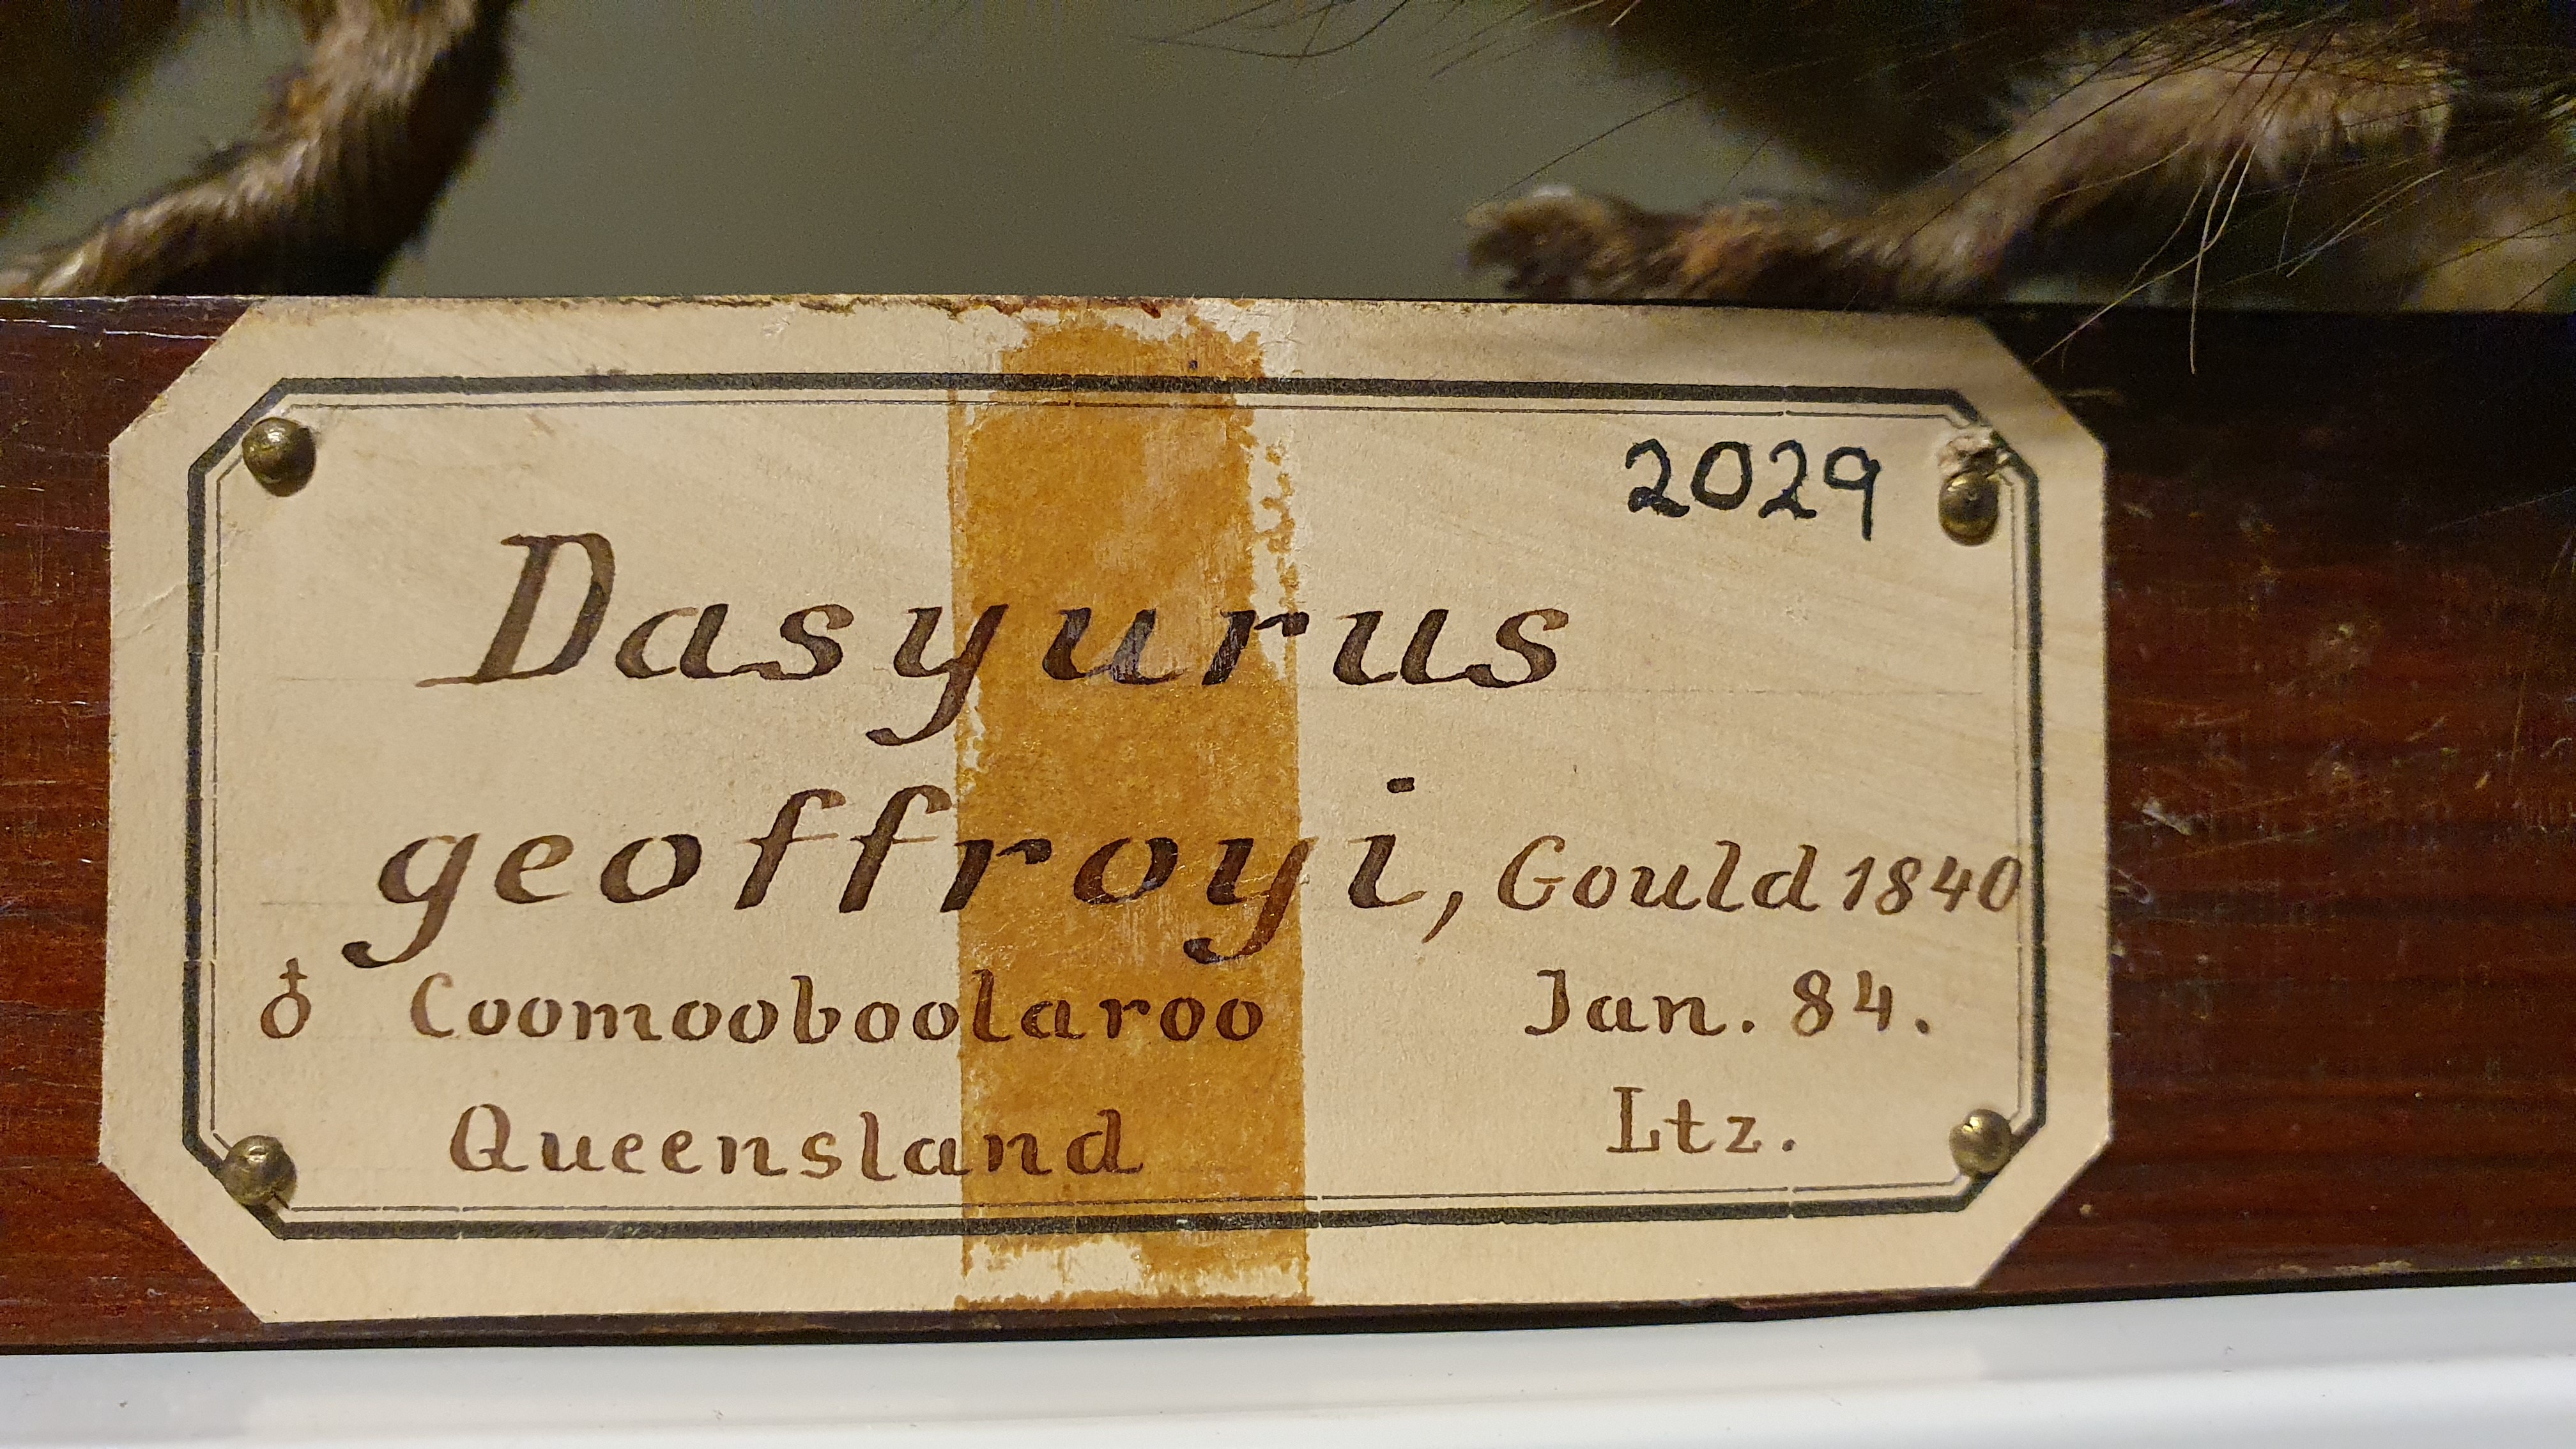 2029
Dasyurus
geoffroyi, Gould 1840
♁ Coomooboolaroo Jan. 84.
Queensland Ltz.